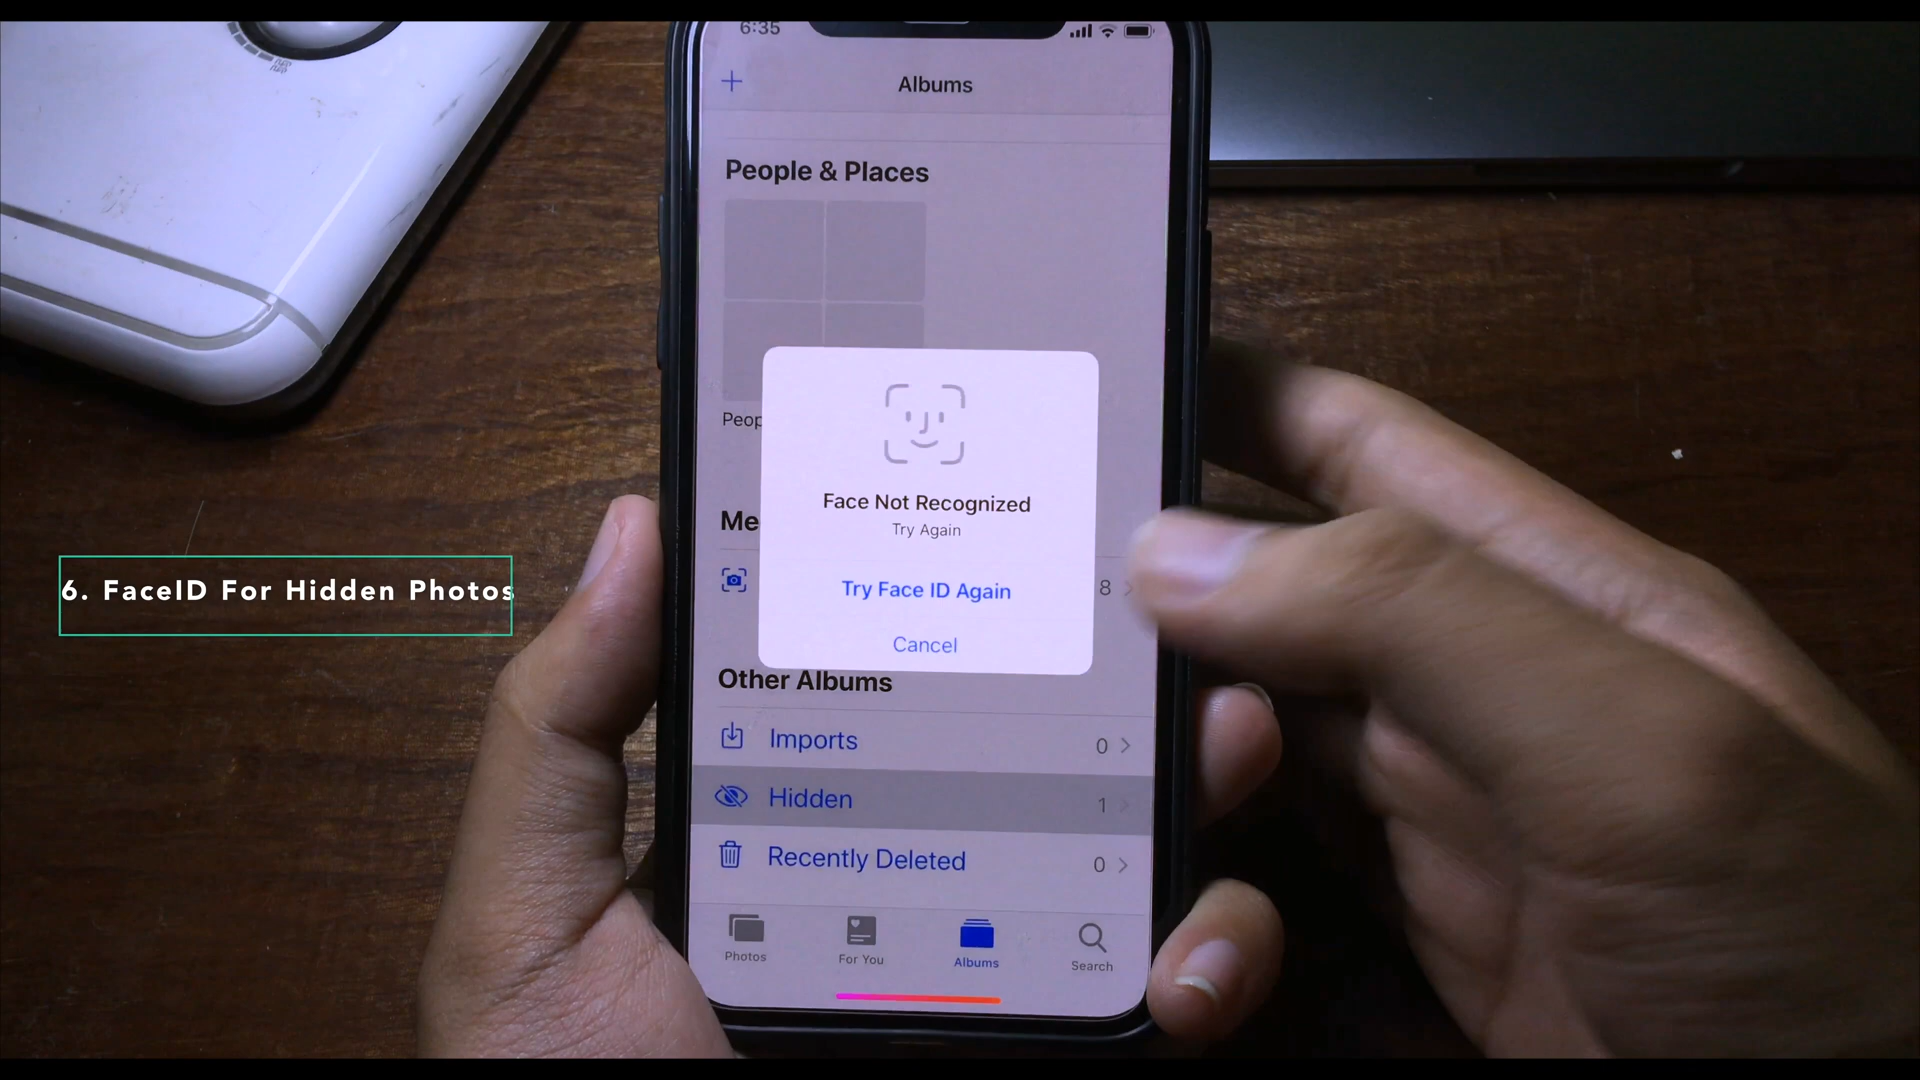 6:35
Albums
People & Places
Peop
Face Not Recognized
Try Again
Me
Try Face ID Again
8
6. FaceID For Hidden Photos
Cancel
Other Albums
Imports 0
Hidden 1
Recently Deleted 0
Photos For You Albums Search